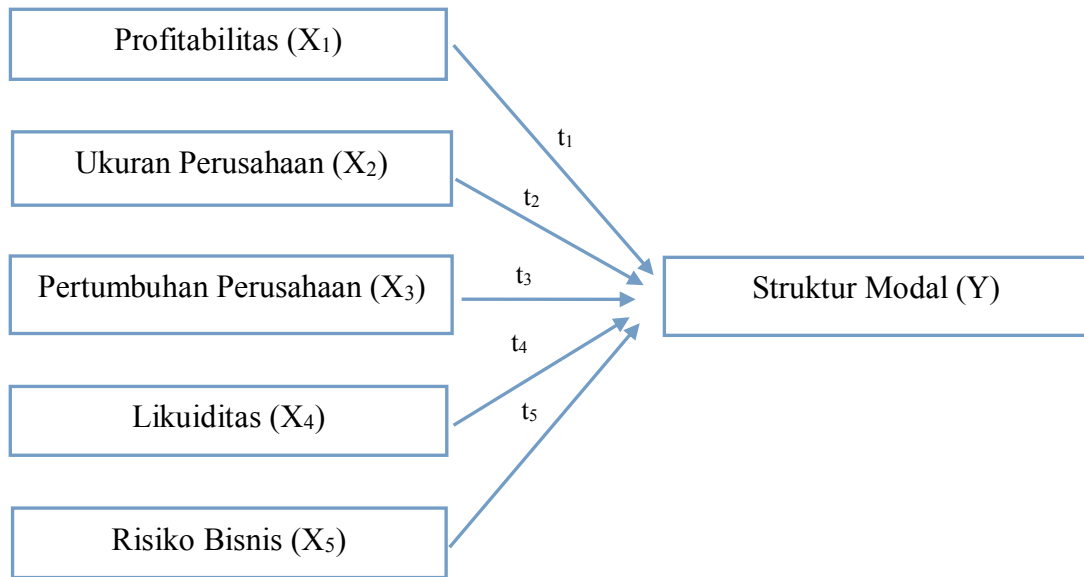 Profitabilitas (X₁)
t₁
Ukuran Perusahaan (X₂)
t₂
Pertumbuhan Perusahaan (X₃)
t₃
Struktur Modal (Y)
t₄
Likuiditas (X₄)
t₅
Risiko Bisnis (X₅)